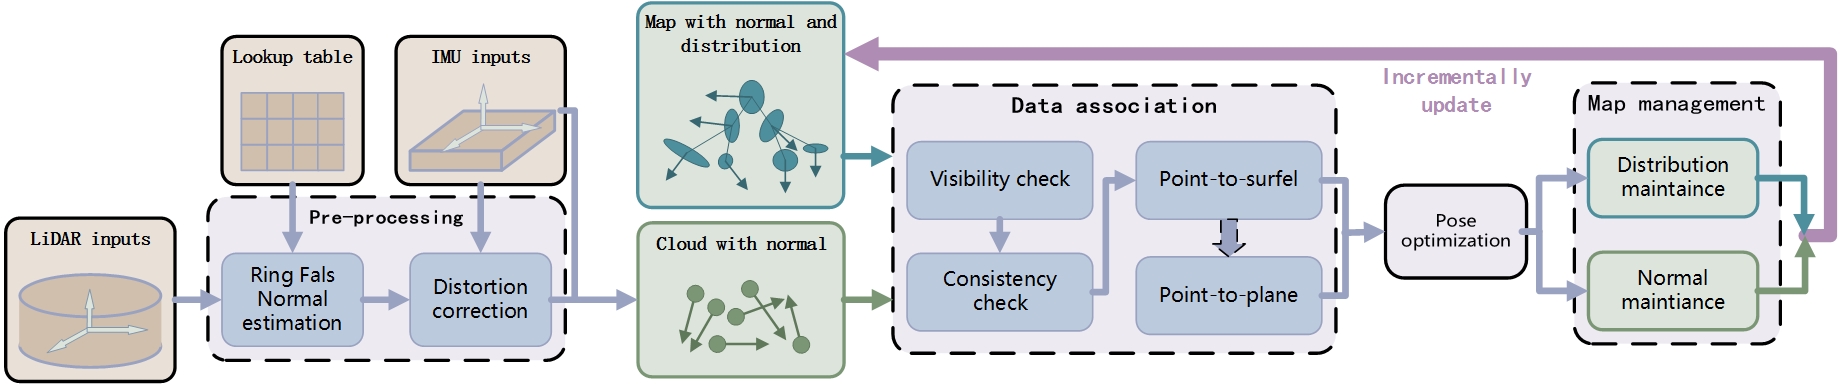 LiDAR inputs
Lookup table
IMU inputs
Pre-processing
Ring Fals
Normal
estimation
Distortion
correction
Map with normal and
distribution
Cloud with normal
Data association
Visibility check
Consistency
check
Point-to-surfel
Point-to-plane
Pose
optimization
Incrementally
update
Map management
Distribution
maintaince
Normal
maintiance